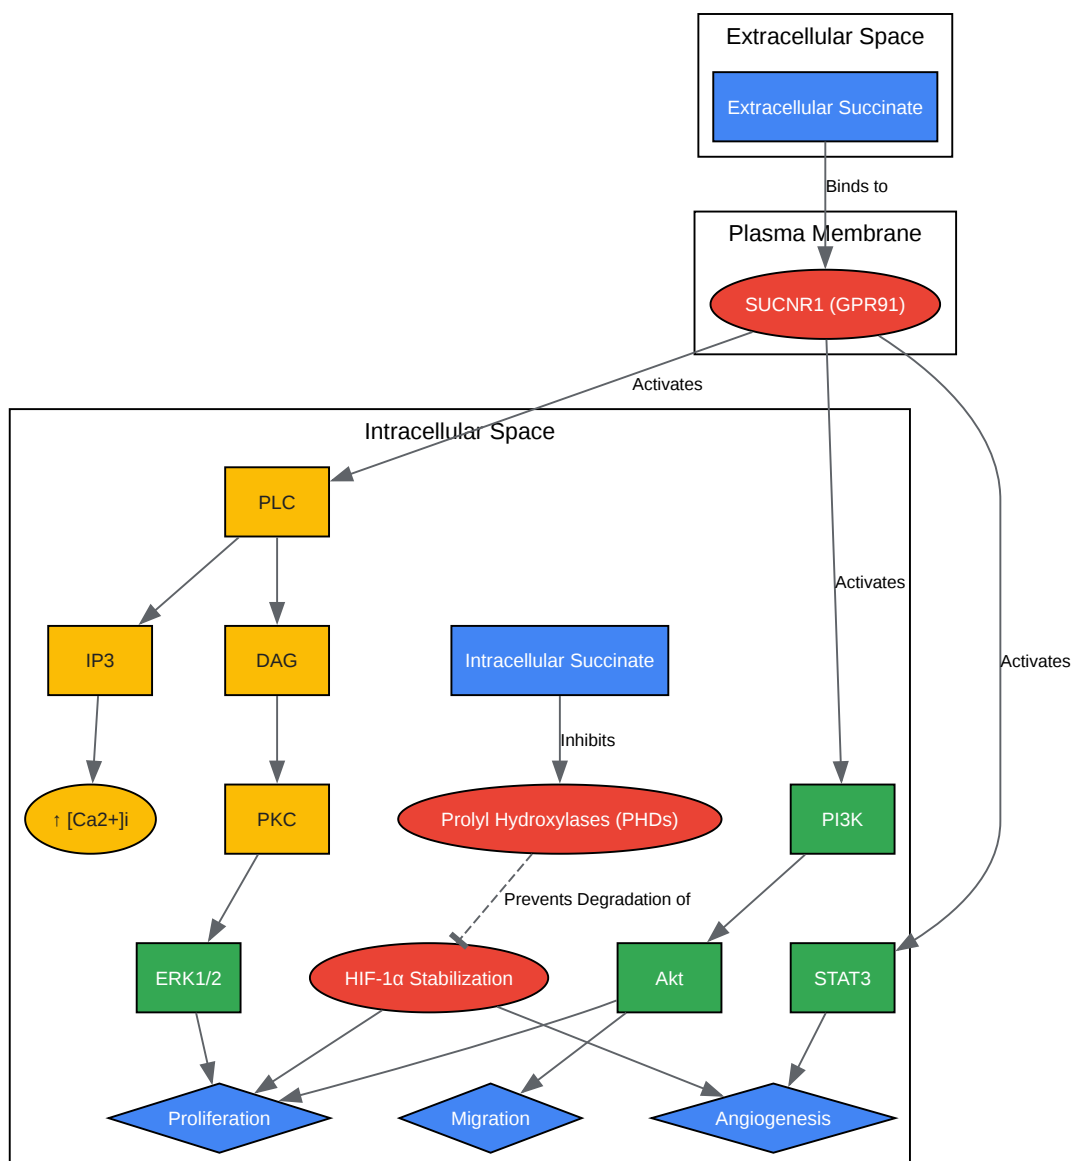 Extracellular Space
Extracellular Succinate
Binds to
Plasma Membrane
SUCNR1 (GPR91)
Activates
Intracellular Space
PLC
Activates
IP3
DAG
Intracellular Succinate
Activates
Inhibits
↑ [Ca2+]i
PKC
Prolyl Hydroxylases (PHDs)
PI3K
Prevents Degradation of
ERK1/2
HIF-1α Stabilization
Akt
STAT3
Proliferation
Migration
Angiogenesis